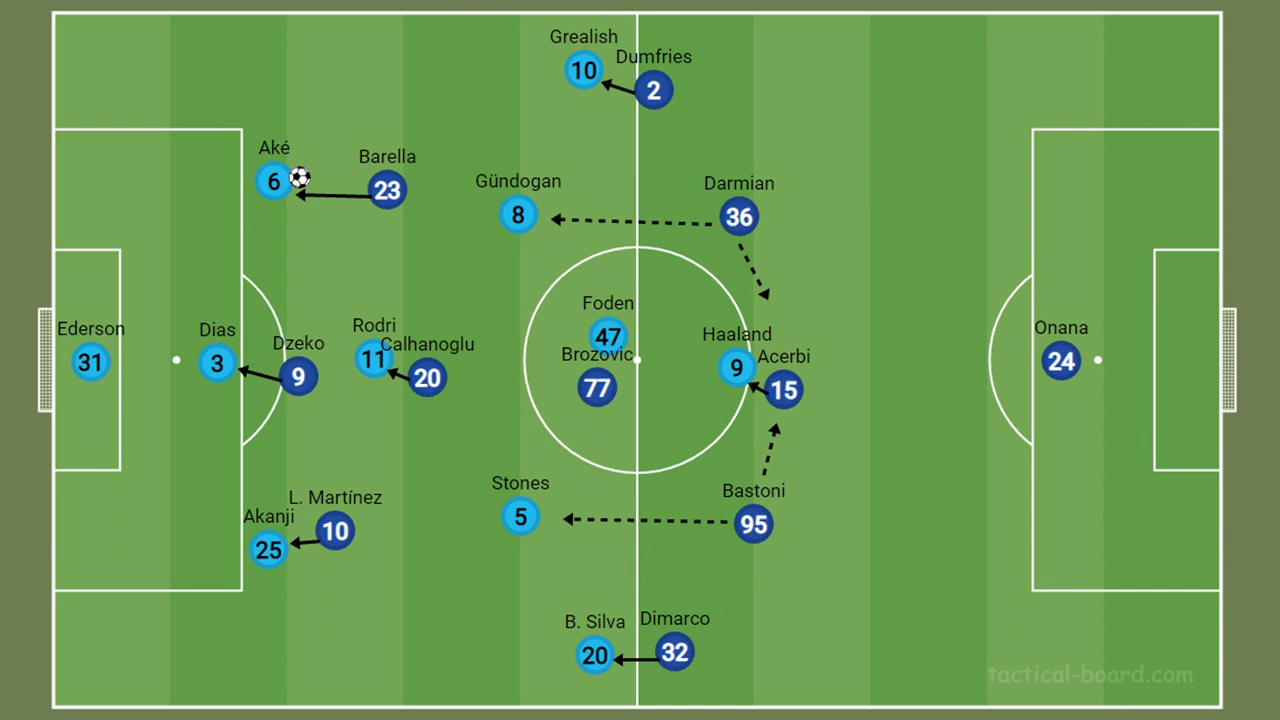 Grealish
10
Dumfries
2
Aké
6
Barella
23
Gündogan
8
Darmian
36
Ederson
31
Dias
3
Dzeko
9
Rodri
11
Calhanoglu
20
Foden
47
Brozovic
77
Haaland
9
Acerbi
15
Onana
24
L. Martínez
10
Akanji
25
Stones
5
Bastoni
95
B. Silva
20
Dimarco
32
tactical-board.com